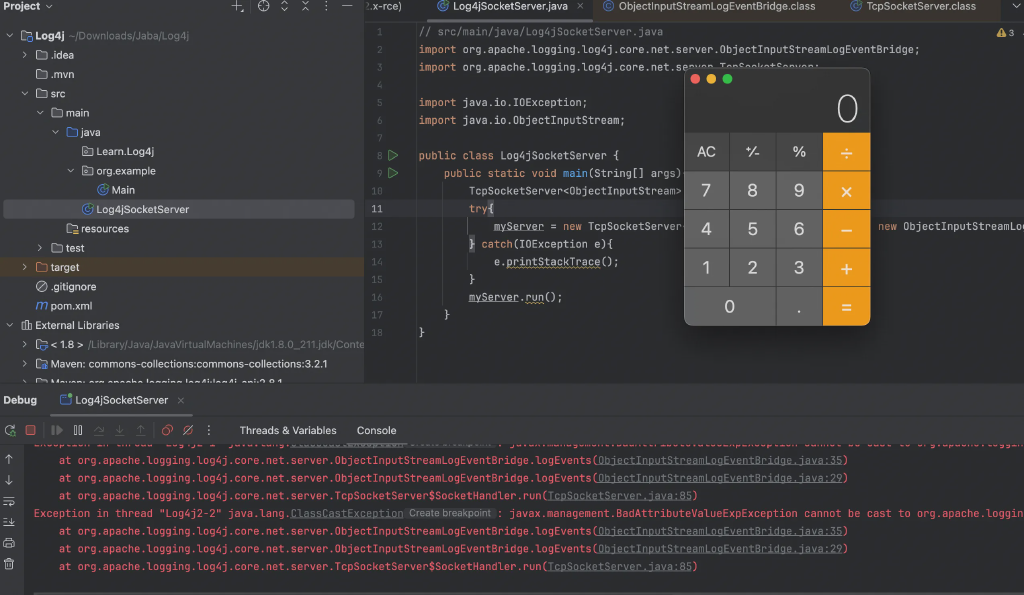 Project
2.x-rce)
Log4jSocketServer.java
ObjectInputStreamLogEventBridge.class
TcpSocketServer.class
Log4j ~/Downloads/Jaba/Log4j
.idea
.mvn
src
main
java
Learn.Log4j
org.example
Main
Log4jSocketServer
resources
test
target
.gitignore
pom.xml
External Libraries
< 1.8 > /Library/Java/JavaVirtualMachines/jdk1.8.0_211.jdk/Conte
Maven: commons-collections:commons-collections:3.2.1
Maven: org.apache.logging.log4j:log4j-api:2.8.1
3
1 // src/main/java/Log4jSocketServer.java
2 import org.apache.logging.log4j.core.net.server.ObjectInputStreamLogEventBridge;
3 import org.apache.logging.log4j.core.net.server.TcpSocketServer;
4
5 import java.io.IOException;
6 import java.io.ObjectInputStream;
7
8 public class Log4jSocketServer {
9 public static void main(String[] args)
10 TcpSocketServer<ObjectInputStream>
11 try{
12 myServer = new TcpSocketServer new ObjectInputStreamLo
13 } catch(IOException e){
14 e.printStackTrace();
15 }
16 myServer.run();
17 }
18 }
0
AC +/- % ÷
7 8 9 ×
4 5 6 −
1 2 3 +
0 . =
Debug
Log4jSocketServer
Threads & Variables
Console
at org.apache.logging.log4j.core.net.server.ObjectInputStreamLogEventBridge.logEvents(ObjectInputStreamLogEventBridge.java:35)
at org.apache.logging.log4j.core.net.server.ObjectInputStreamLogEventBridge.logEvents(ObjectInputStreamLogEventBridge.java:29)
at org.apache.logging.log4j.core.net.server.TcpSocketServer$SocketHandler.run(TcpSocketServer.java:85)
Exception in thread "Log4j2-2" java.lang.ClassCastException Create breakpoint : javax.management.BadAttributeValueExpException cannot be cast to org.apache.loggin
at org.apache.logging.log4j.core.net.server.ObjectInputStreamLogEventBridge.logEvents(ObjectInputStreamLogEventBridge.java:35)
at org.apache.logging.log4j.core.net.server.ObjectInputStreamLogEventBridge.logEvents(ObjectInputStreamLogEventBridge.java:29)
at org.apache.logging.log4j.core.net.server.TcpSocketServer$SocketHandler.run(TcpSocketServer.java:85)